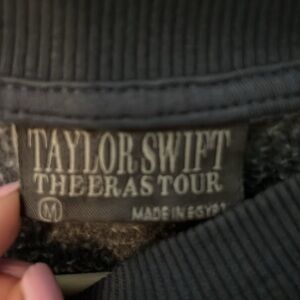 TAYLOR SWIFT
THE ERAS TOUR
M MADE IN EGYPT